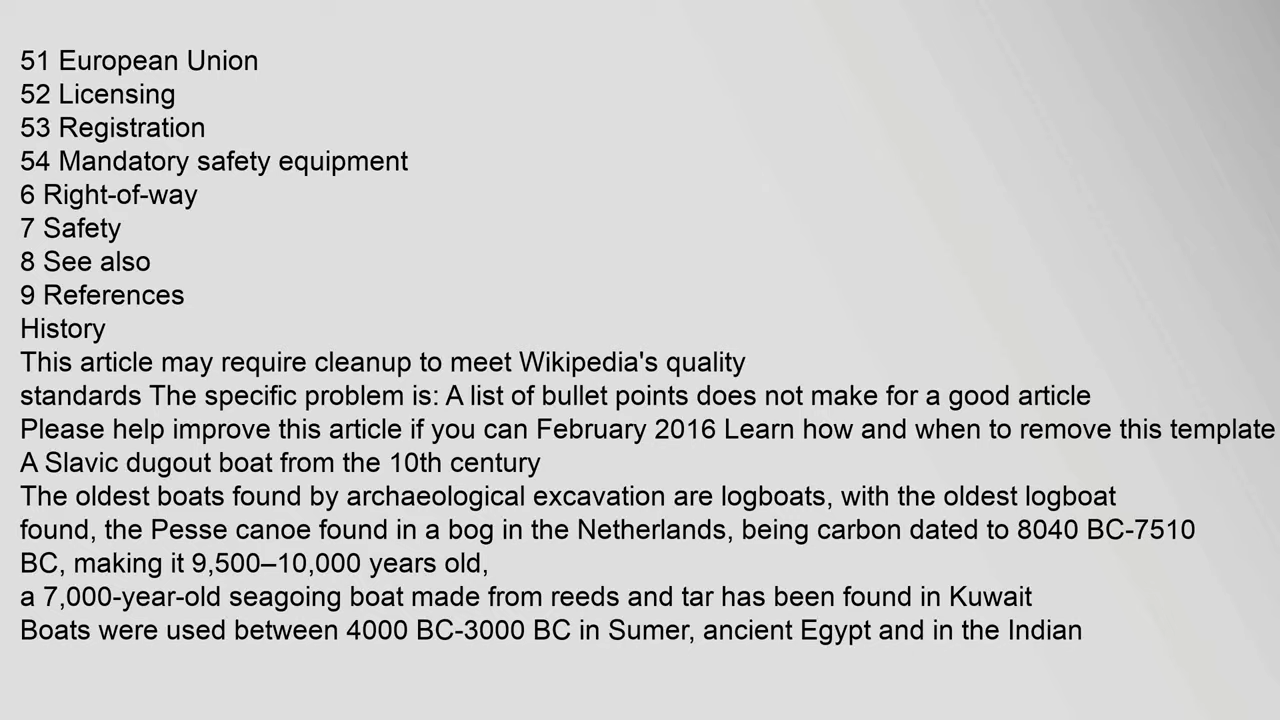 51 European Union
52 Licensing
53 Registration
54 Mandatory safety equipment
6 Right-of-way
7 Safety
8 See also
9 References
History
This article may require cleanup to meet Wikipedia's quality
standards The specific problem is: A list of bullet points does not make for a good article
Please help improve this article if you can February 2016 Learn how and when to remove this template
A Slavic dugout boat from the 10th century
The oldest boats found by archaeological excavation are logboats, with the oldest logboat
found, the Pesse canoe found in a bog in the Netherlands, being carbon dated to 8040 BC-7510
BC, making it 9,500–10,000 years old,
a 7,000-year-old seagoing boat made from reeds and tar has been found in Kuwait
Boats were used between 4000 BC-3000 BC in Sumer, ancient Egypt and in the Indian